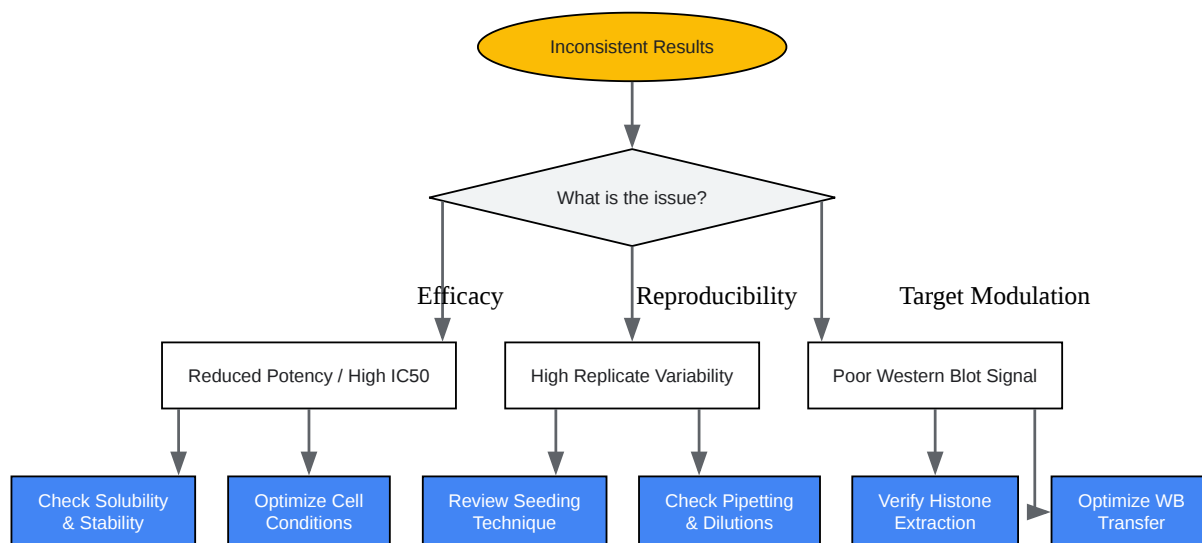 Inconsistent Results
What is the issue?
Efficacy
Reproducibility
Target Modulation
Reduced Potency / High IC50
High Replicate Variability
Poor Western Blot Signal
Check Solubility
& Stability
Optimize Cell
Conditions
Review Seeding
Technique
Check Pipetting
& Dilutions
Verify Histone
Extraction
Optimize WB
Transfer